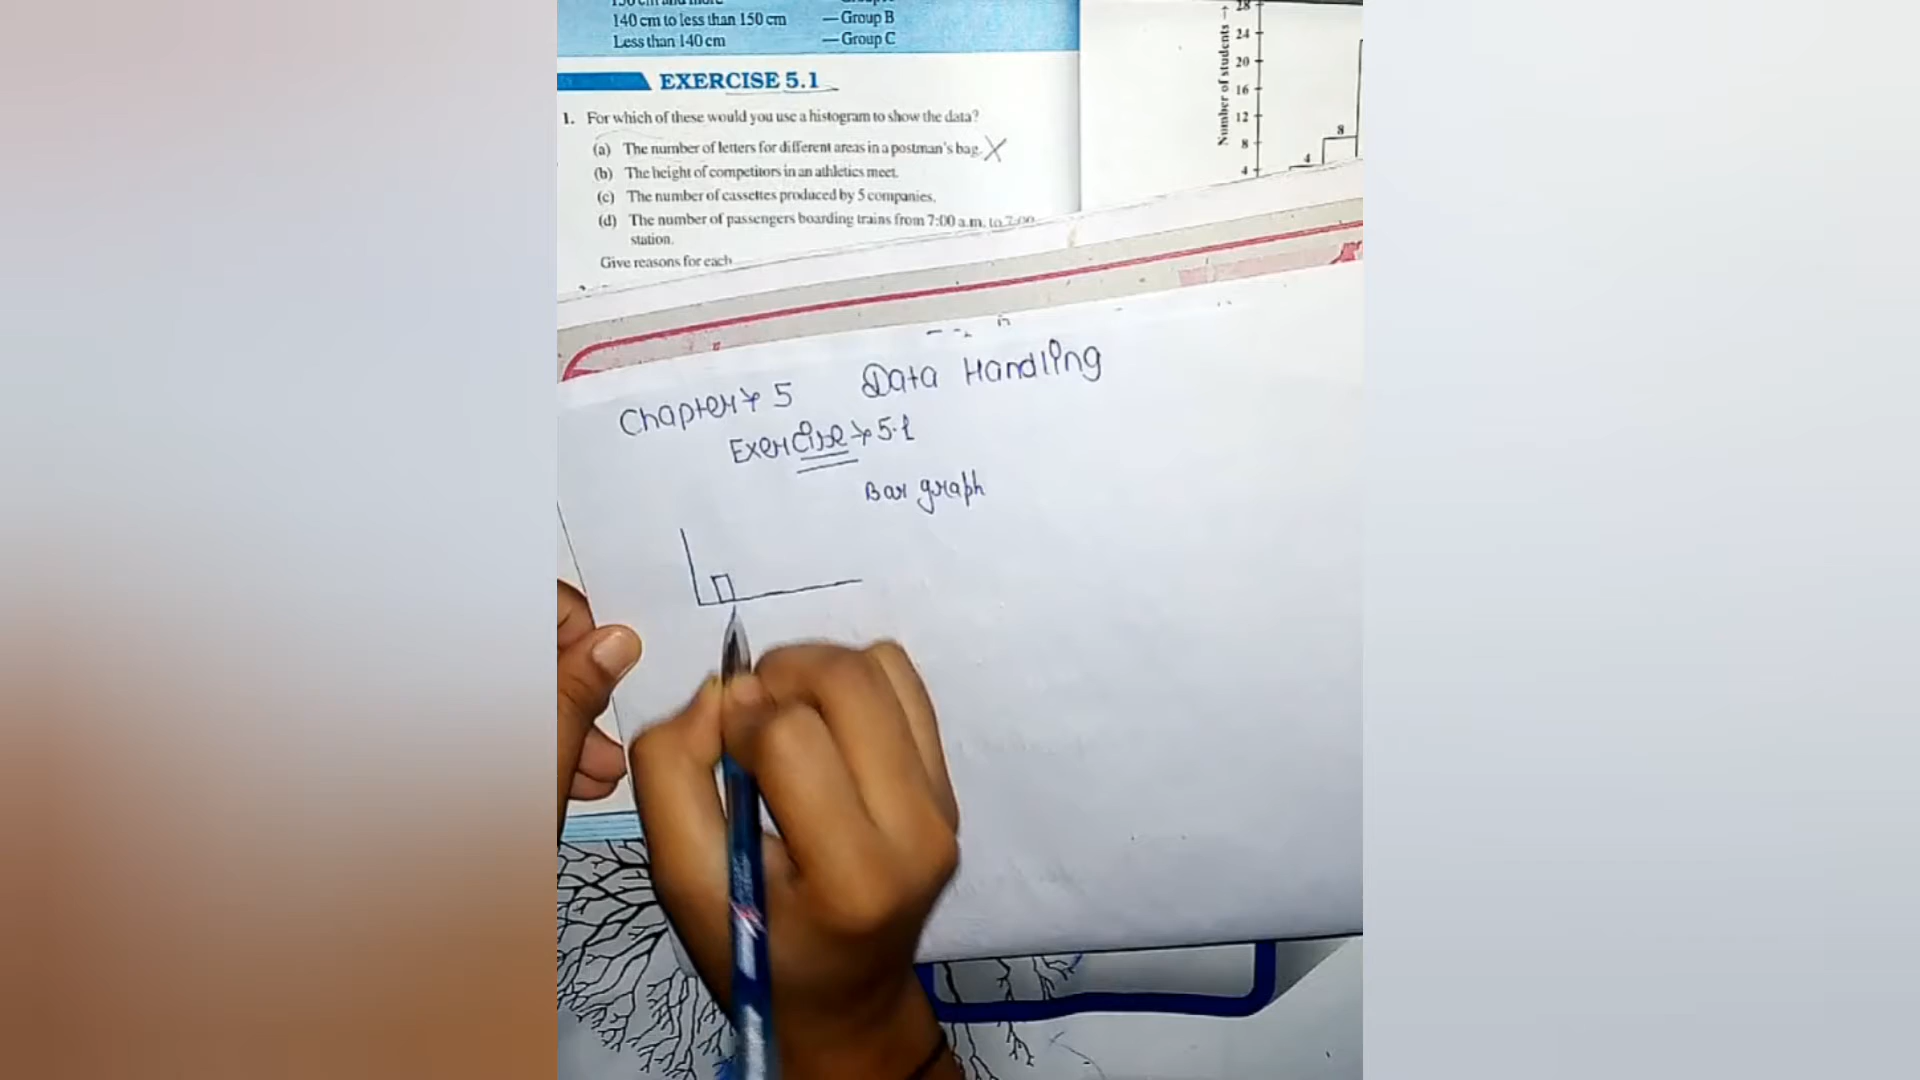 140 cm to less than 150 cm — Group B
Less than 140 cm — Group C
EXERCISE 5.1
1. For which of these would you use a histogram to show the data?
(a) The number of letters for different areas in a postman's bag.
(b) The height of competitors in an athletics meet.
(c) The number of cassettes produced by 5 companies.
(d) The number of passengers boarding trains from 7:00 a.m. to 7:00
station.
Give reasons for each
Number of students →
28
24
20
16
12
8
4
8
4
Chapter → 5 Data Handling
Exercise → 5.1
Bar graph